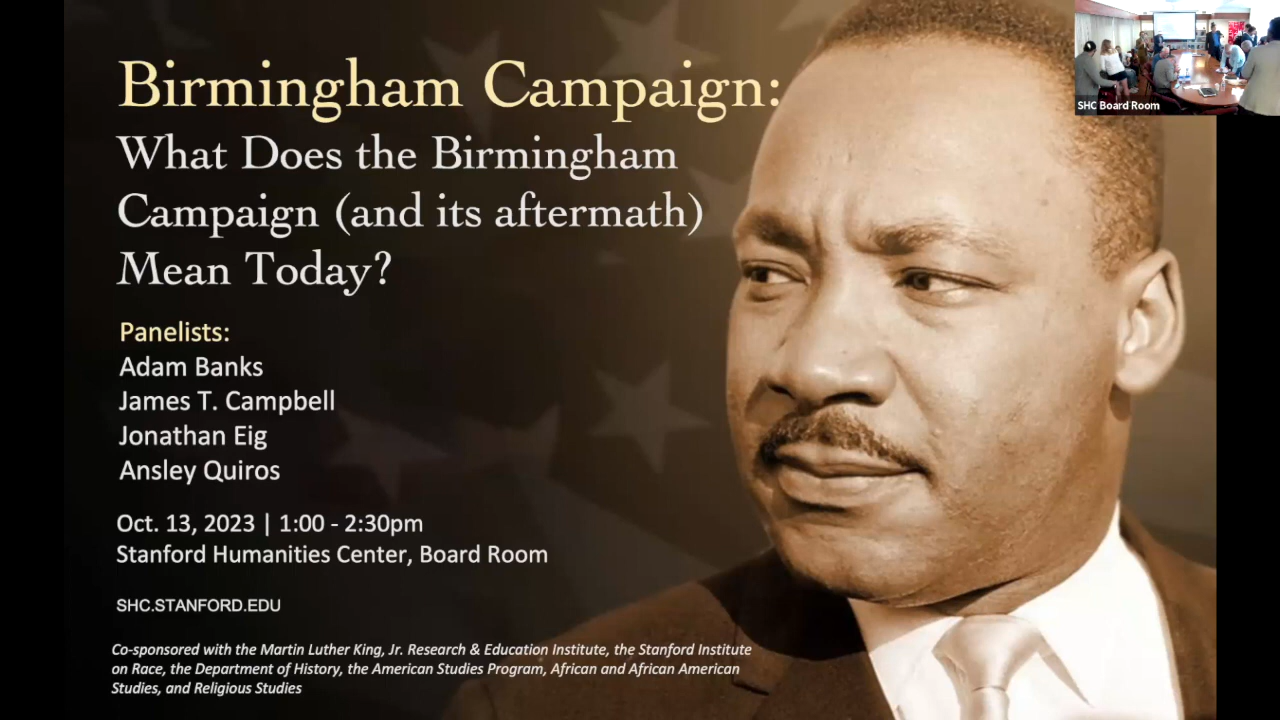 Birmingham Campaign:
What Does the Birmingham
Campaign (and its aftermath)
Mean Today?
Panelists:
Adam Banks
James T. Campbell
Jonathan Eig
Ansley Quiros
Oct. 13, 2023 | 1:00 - 2:30pm
Stanford Humanities Center, Board Room
SHC.STANFORD.EDU
Co-sponsored with the Martin Luther King, Jr. Research & Education Institute, the Stanford Institute
on Race, the Department of History, the American Studies Program, African and African American
Studies, and Religious Studies
SHC Board Room